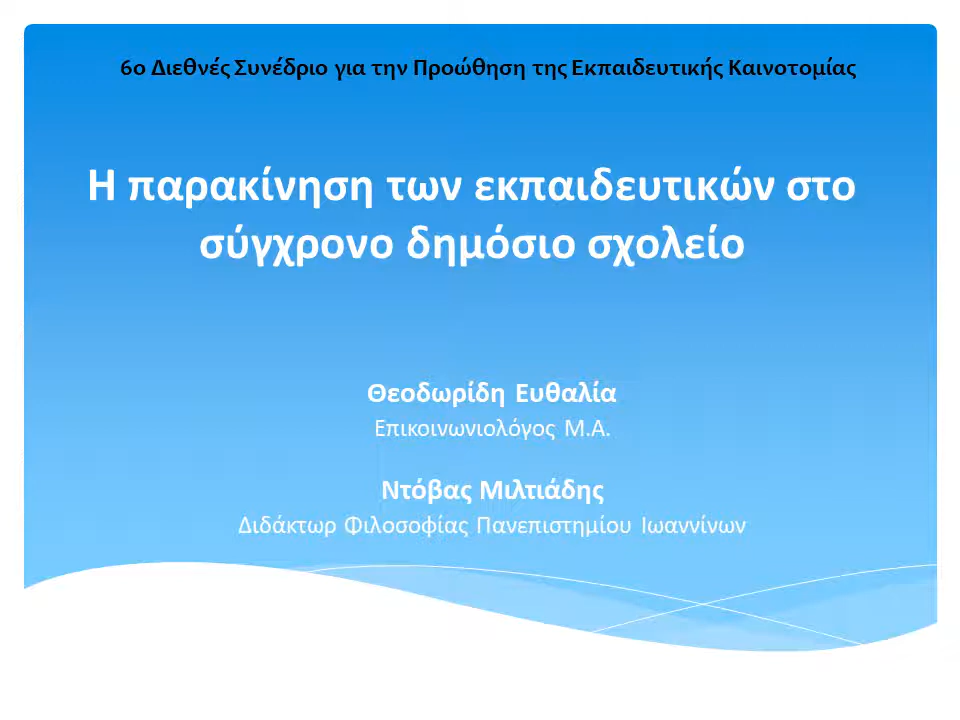 6ο Διεθνές Συνέδριο για την Προώθηση της Εκπαιδευτικής Καινοτομίας
Η παρακίνηση των εκπαιδευτικών στο
σύγχρονο δημόσιο σχολείο
Θεοδωρίδη Ευθαλία
Επικοινωνιολόγος Μ.Α.
Ντόβας Μιλτιάδης
Διδάκτωρ Φιλοσοφίας Πανεπιστημίου Ιωαννίνων